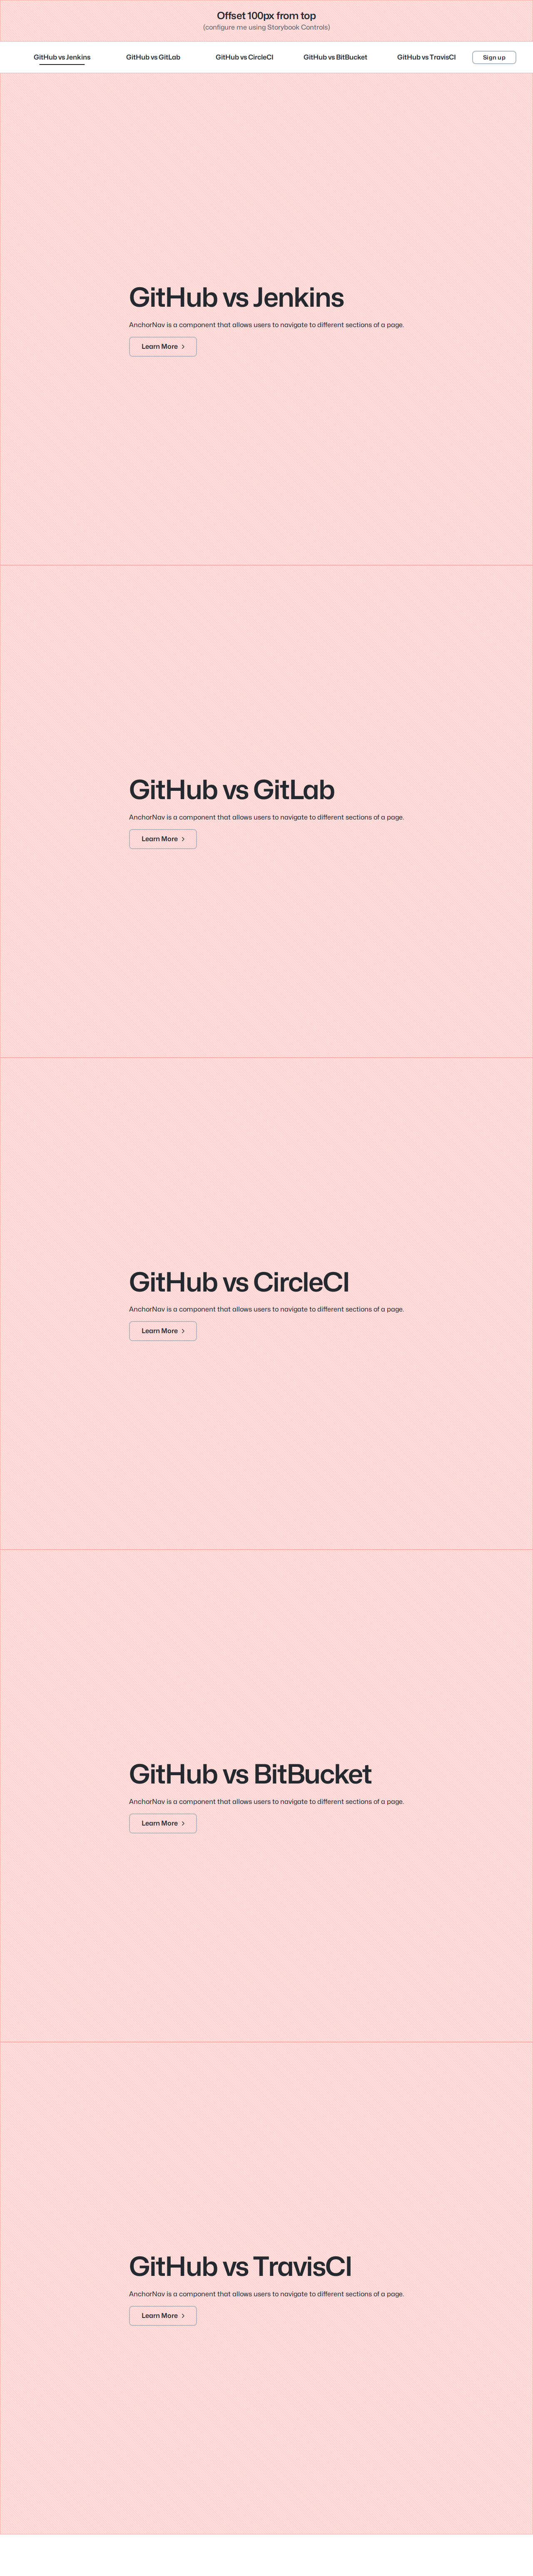 Offset 100px from top
(configure me using Storybook Controls)
GitHub vs Jenkins GitHub vs GitLab GitHub vs CircleCI GitHub vs BitBucket GitHub vs TravisCI Sign up
GitHub vs Jenkins
AnchorNav is a component that allows users to navigate to different sections of a page.
Learn More
GitHub vs GitLab
AnchorNav is a component that allows users to navigate to different sections of a page.
Learn More
GitHub vs CircleCI
AnchorNav is a component that allows users to navigate to different sections of a page.
Learn More
GitHub vs BitBucket
AnchorNav is a component that allows users to navigate to different sections of a page.
Learn More
GitHub vs TravisCI
AnchorNav is a component that allows users to navigate to different sections of a page.
Learn More